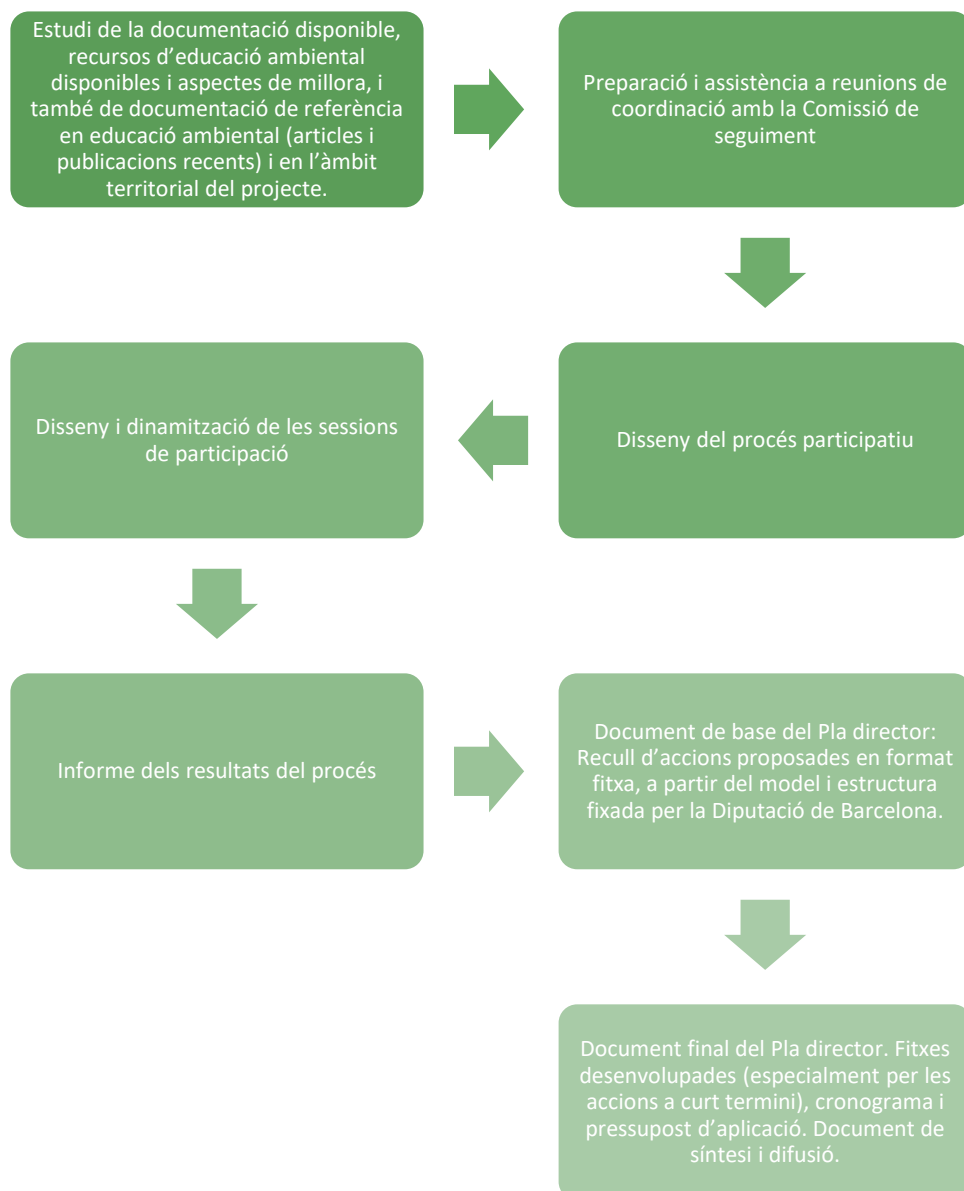 Estudi de la documentació disponible,
recursos d’educació ambiental
disponibles i aspectes de millora, i
també de documentació de referència
en educació ambiental (articles i
publicacions recents) i en l’àmbit
territorial del projecte.
Preparació i assistència a reunions de
coordinació amb la Comissió de
seguiment
Disseny del procés participatiu
Disseny i dinamització de les sessions
de participació
Informe dels resultats del procés
Document de base del Pla director:
Recull d’accions proposades en format
fitxa, a partir del model i estructura
fixada per la Diputació de Barcelona.
Document final del Pla director. Fitxes
desenvolupades (especialment per les
accions a curt termini), cronograma i
pressupost d’aplicació. Document de
síntesi i difusió.